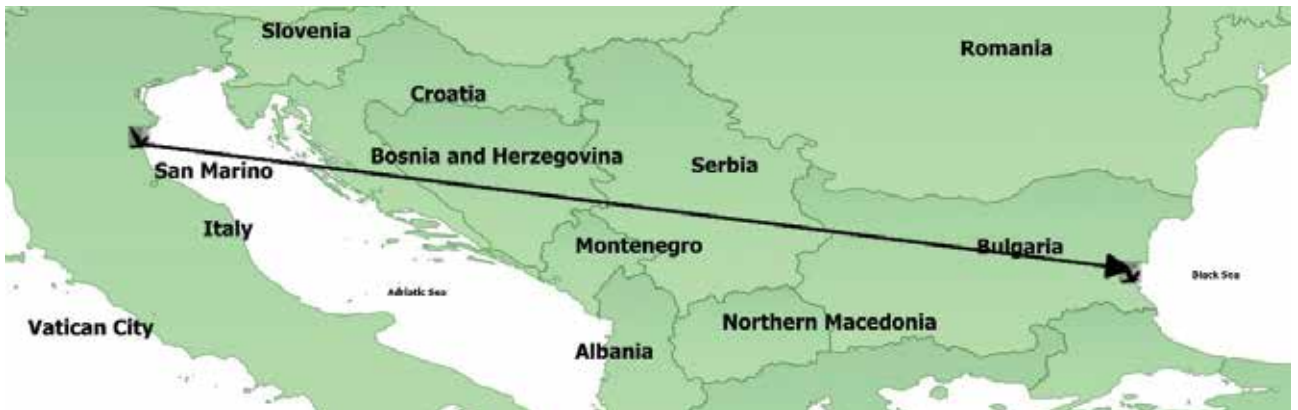 Slovenia
Romania
Croatia
Bosnia and Herzegovina
San Marino
Serbia
Italy
Montenegro
Bulgaria
Black Sea
Adriatic Sea
Vatican City
Northern Macedonia
Albania